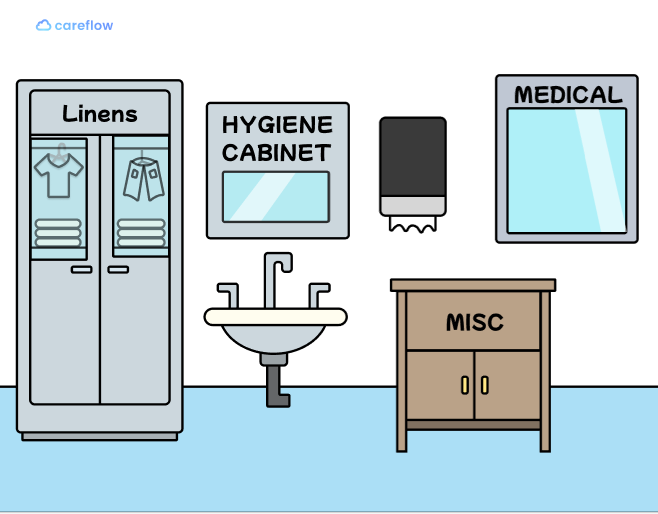 careflow
Linens
HYGIENE
CABINET
MEDICAL
MISC